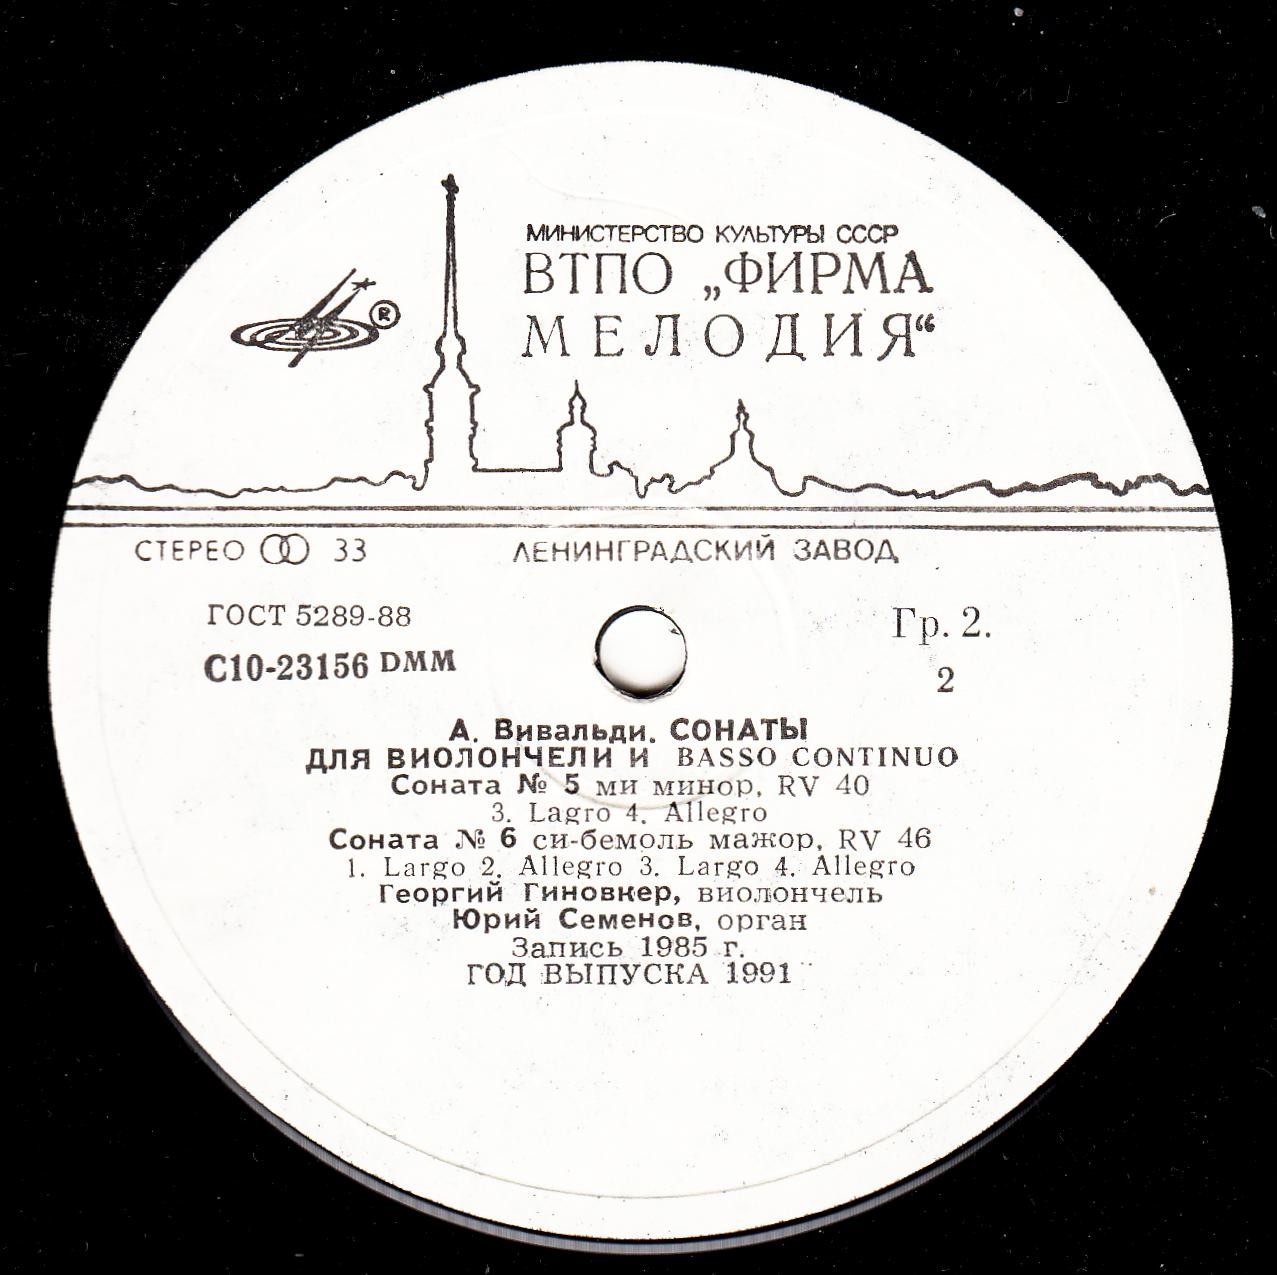 МИНИСТЕРСТВО КУЛЬТУРЫ СССР
ВТПО „ФИРМА
МЕЛОДИЯ“
®
СТЕРЕО 33
ЛЕНИНГРАДСКИЙ ЗАВОД
ГОСТ 5289-88
Гр. 2.
С10-23156 DMM
2
А. Вивальди. СОНАТЫ
ДЛЯ ВИОЛОНЧЕЛИ И BASSO CONTINUO
Соната № 5 ми минор, RV 40
3. Lagro 4. Allegro
Соната № 6 си-бемоль мажор, RV 46
1. Largo 2. Allegro 3. Largo 4. Allegro
Георгий Гиновкер, виолончель
Юрий Семенов, орган
Запись 1985 г.
ГОД ВЫПУСКА 1991